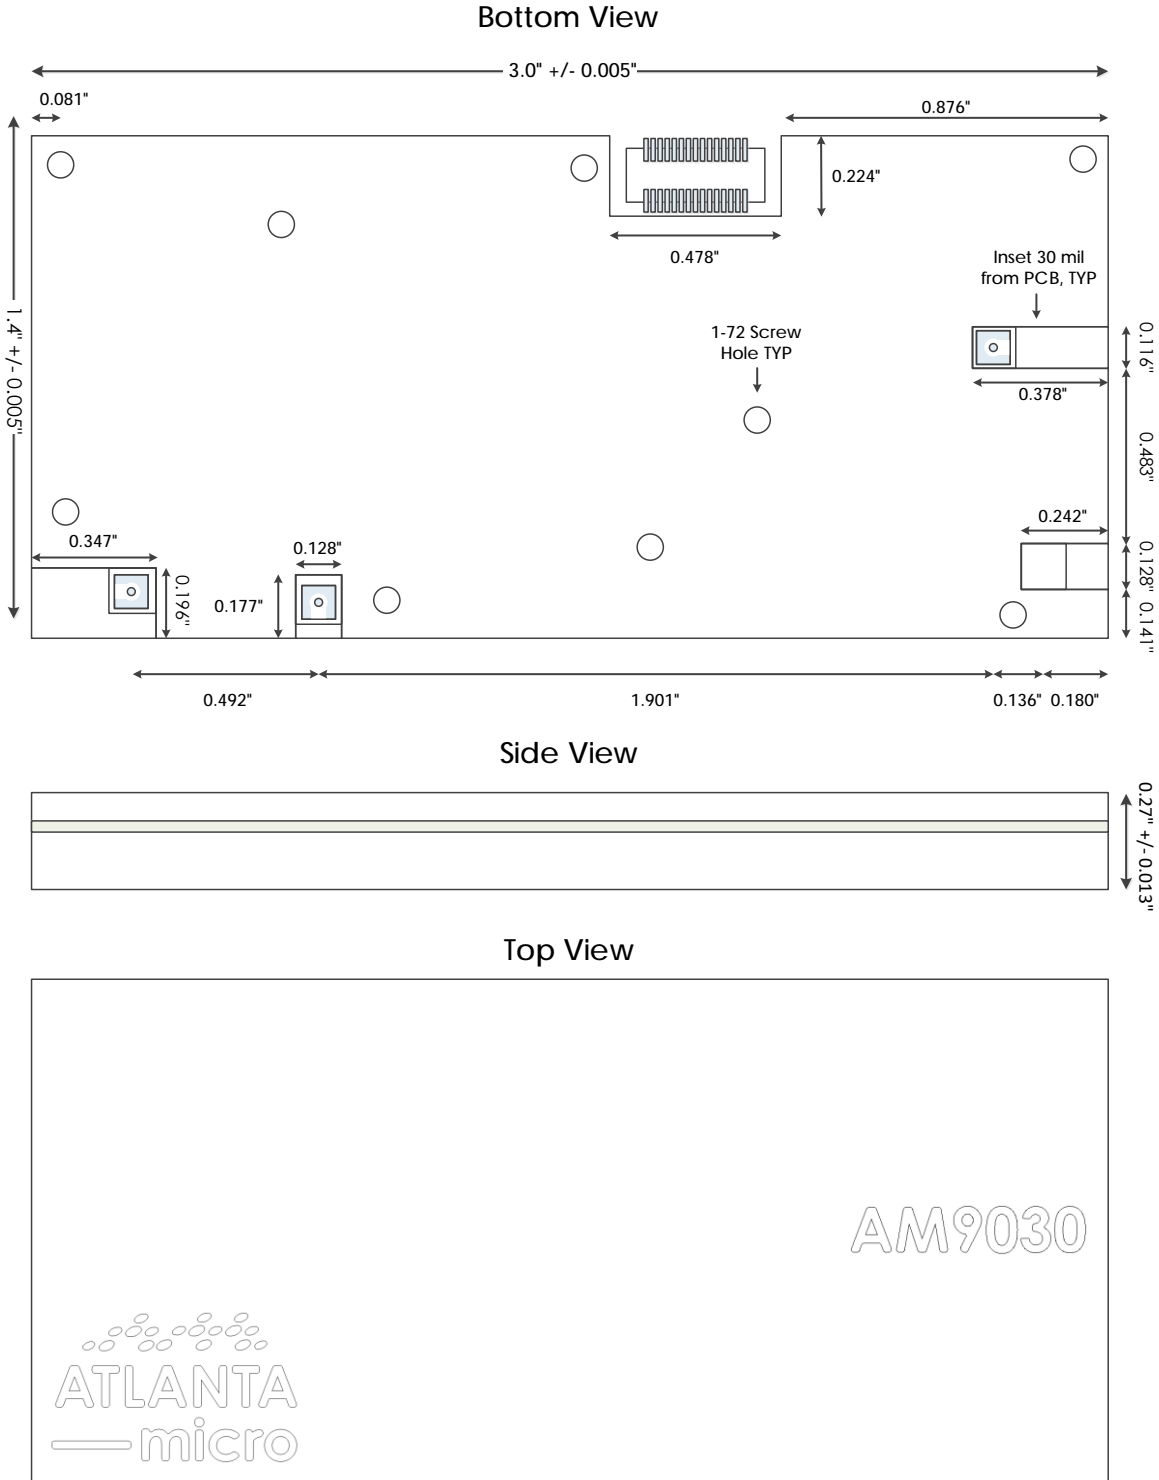 Bottom View
3.0" +/- 0.005"
0.081"
0.876"
0.224"
0.478"
Inset 30 mil
from PCB, TYP
1.4" +/- 0.005"
1-72 Screw
Hole TYP
0.116"
0.378"
0.483"
0.242"
0.347"
0.128"
0.128"
0.196"
0.177"
0.141"
0.492"
1.901"
0.136"
0.180"
Side View
0.27" +/- 0.013"
Top View
AM9030
ATLANTA
micro